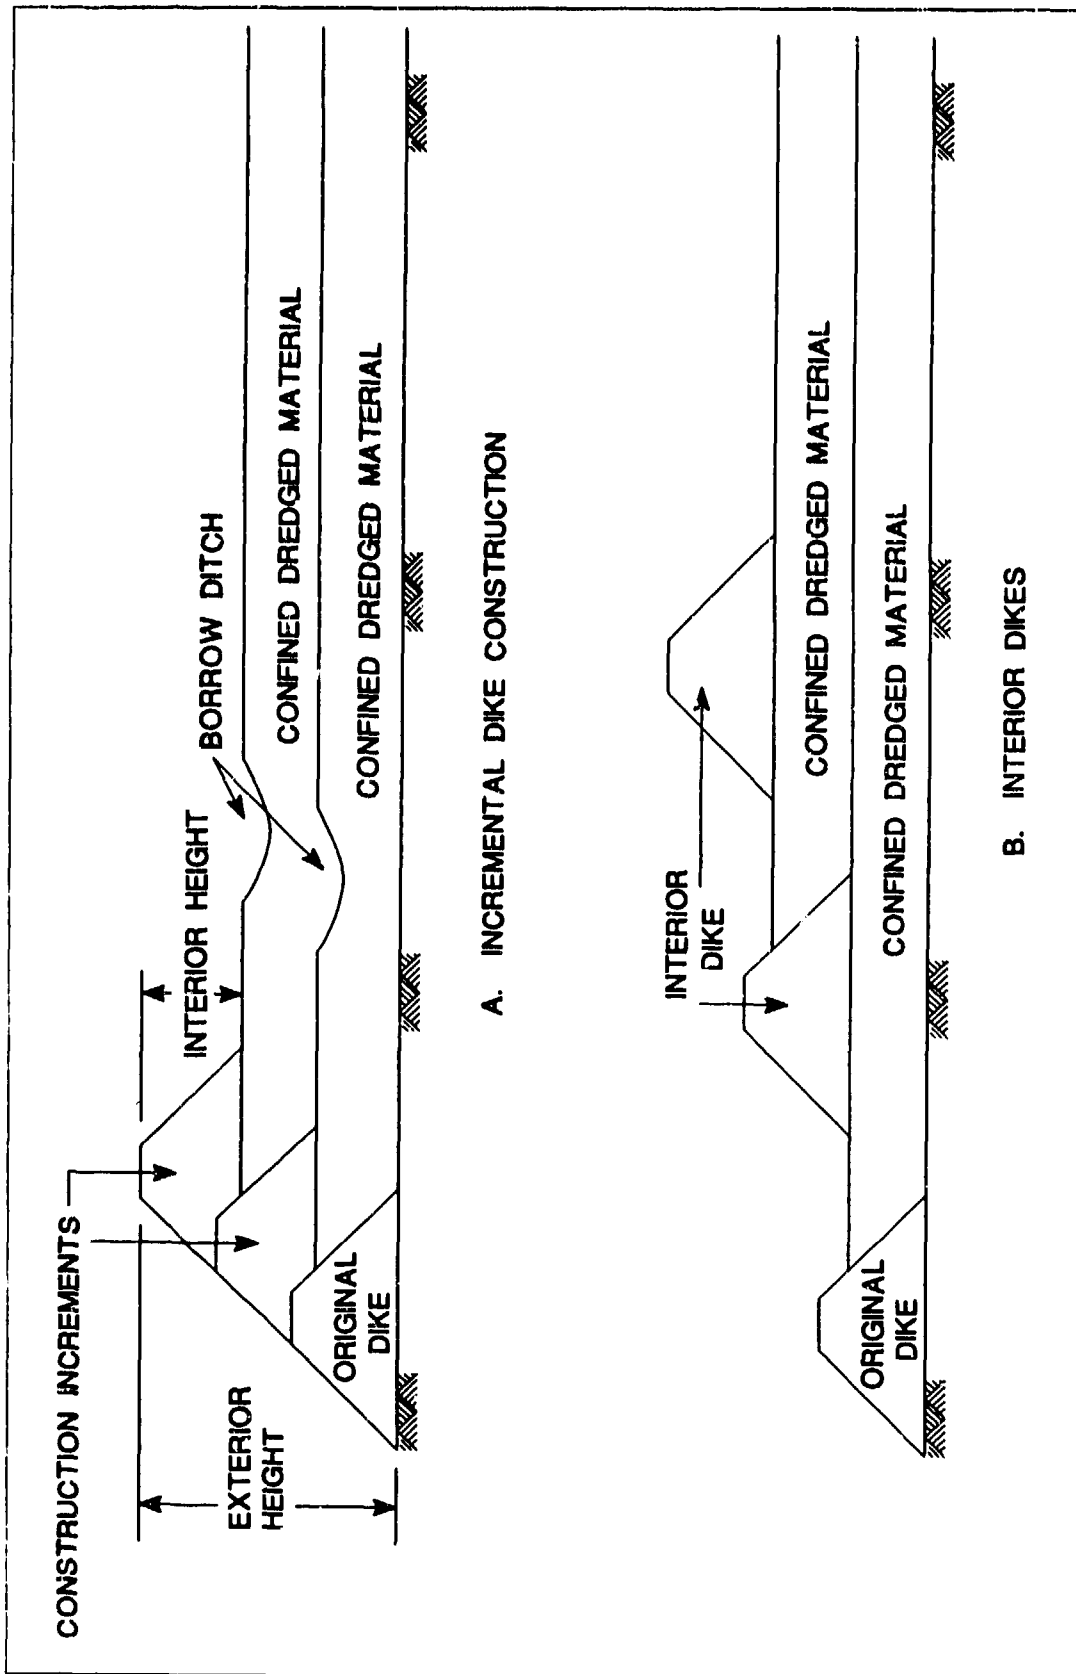 CONSTRUCTION INCREMENTS
INTERIOR HEIGHT
BORROW DITCH
EXTERIOR
HEIGHT
ORIGINAL
DIKE
CONFINED DREDGED MATERIAL
CONFINED DREDGED MATERIAL
A. INCREMENTAL DIKE CONSTRUCTION
INTERIOR
DIKE
ORIGINAL
DIKE
CONFINED DREDGED MATERIAL
CONFINED DREDGED MATERIAL
B. INTERIOR DIKES